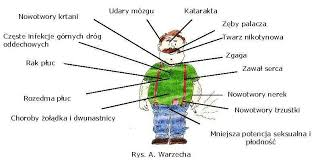 Udary mózgu
Katarakta
Nowotwory krtani
Zęby palacza
Częste infekcje górnych dróg
oddechowych
Twarz nikotynowa
Zgaga
Rak płuc
Zawał serca
Rozedma płuc
Nowotwory nerek
Nowotwory trzustki
Choroby żołądka i dwunastnicy
Mniejsza potencja seksualna i
płodność
Rys. A. Warzecha